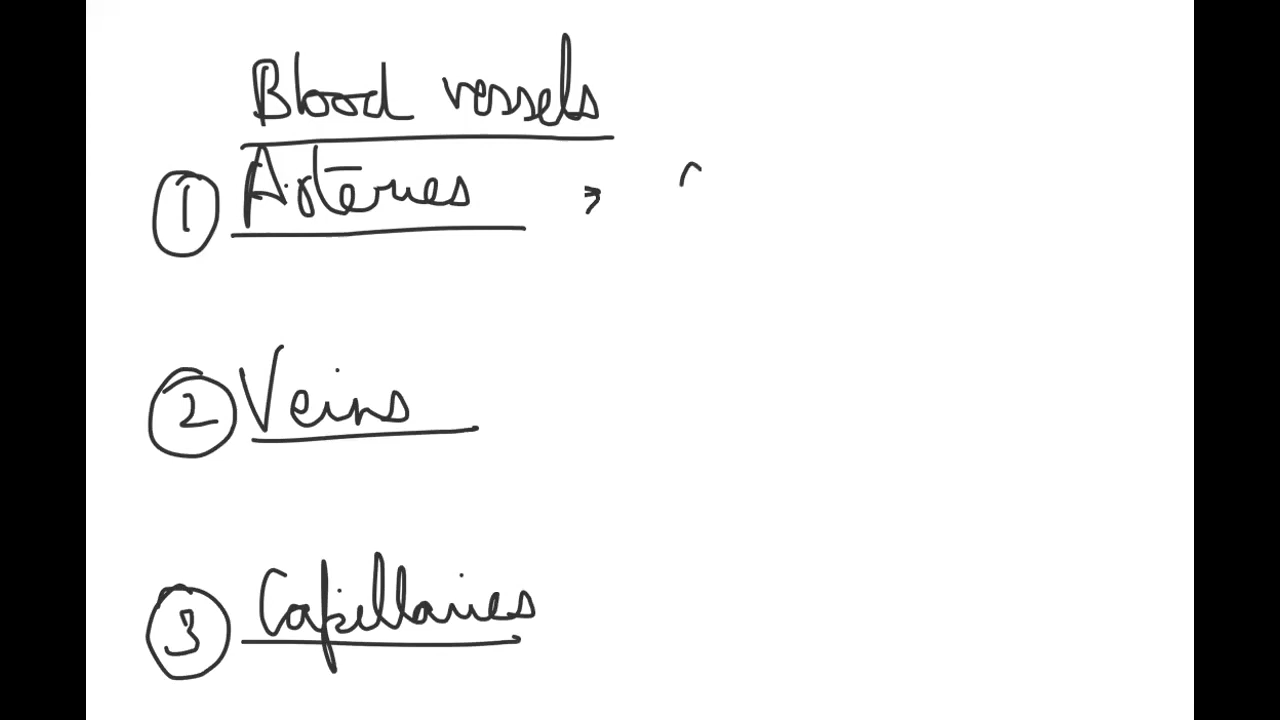 Blood vessels
① Arteries →
② Veins
③ Capillaries